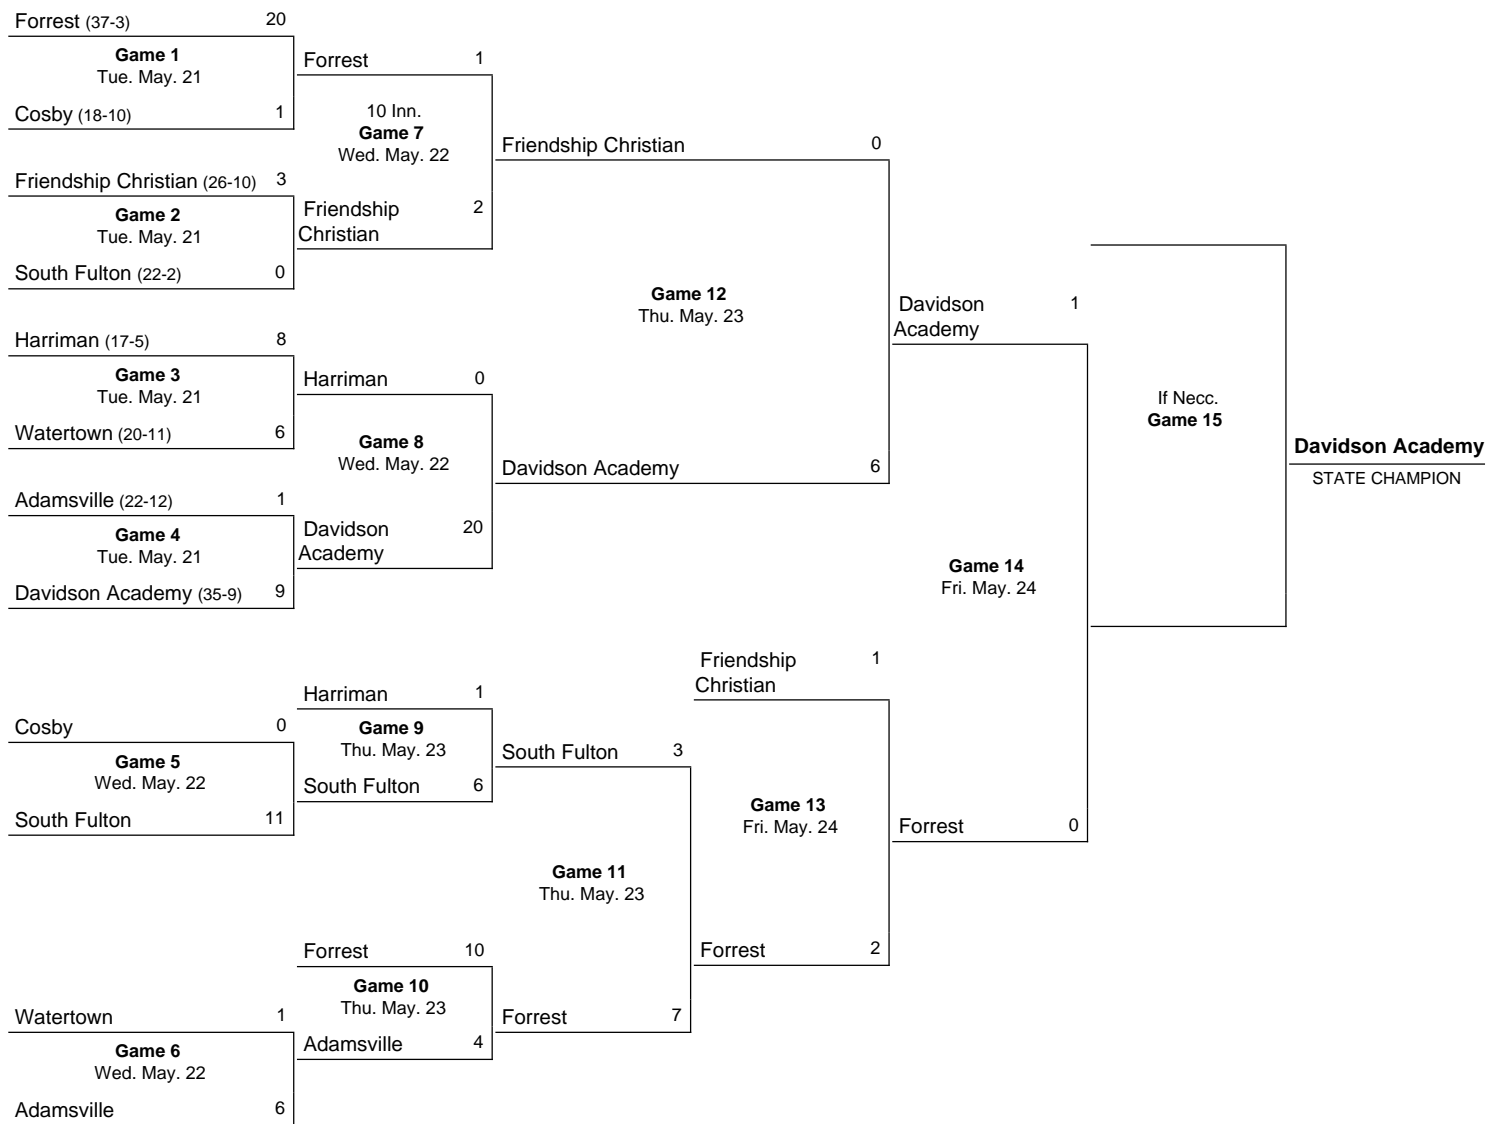 Forrest (37-3) 20
Game 1
Tue. May. 21
Cosby (18-10) 1
Friendship Christian (26-10) 3
Game 2
Tue. May. 21
South Fulton (22-2) 0
Harriman (17-5) 8
Game 3
Tue. May. 21
Watertown (20-11) 6
Adamsville (22-12) 1
Game 4
Tue. May. 21
Davidson Academy (35-9) 9
Cosby 0
Game 5
Wed. May. 22
South Fulton 11
Watertown 1
Game 6
Wed. May. 22
Adamsville 6
Forrest 1
10 Inn.
Game 7
Wed. May. 22
Friendship 2
Christian
Harriman 0
Game 8
Wed. May. 22
Davidson 20
Academy
Harriman 1
Game 9
Thu. May. 23
South Fulton 6
Forrest 10
Game 10
Thu. May. 23
Adamsville 4
Friendship Christian 0
Game 12
Thu. May. 23
Davidson Academy 6
South Fulton 3
Game 11
Thu. May. 23
Forrest 7
Friendship 1
Christian
Game 13
Fri. May. 24
Forrest 2
Davidson 1
Academy
Game 14
Fri. May. 24
Forrest 0
If Necc.
Game 15
Davidson Academy
STATE CHAMPION